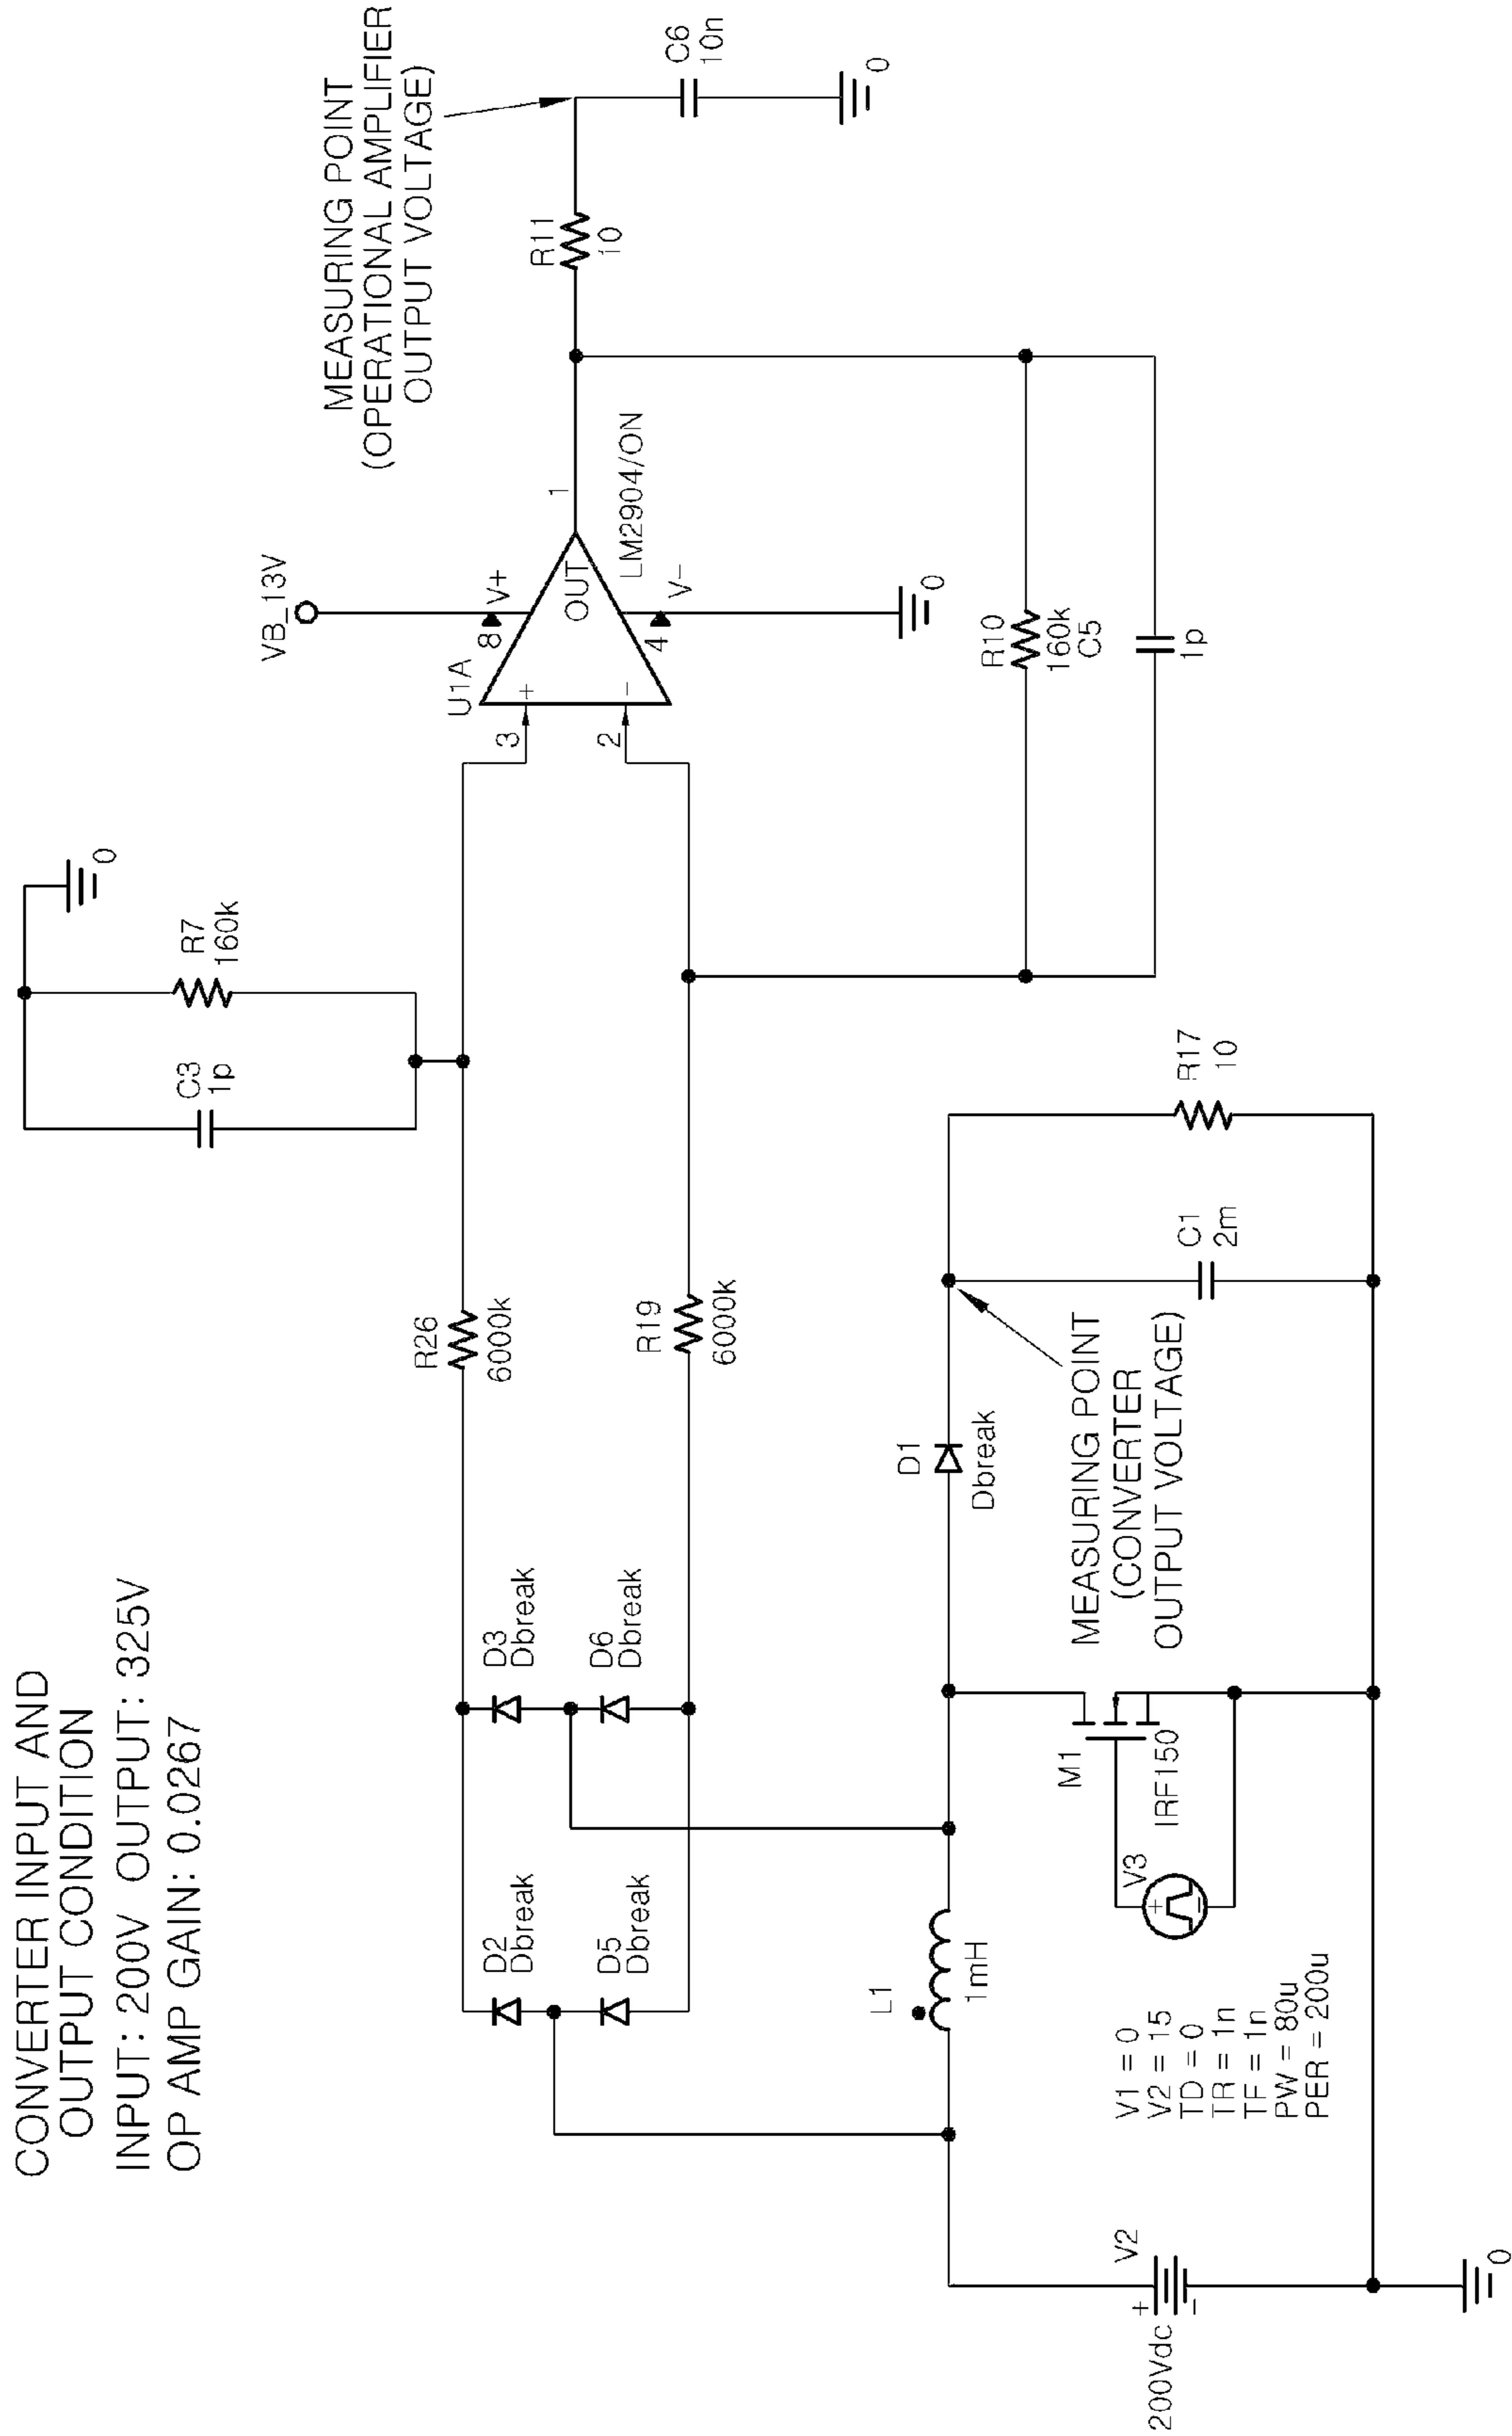 CONVERTER INPUT AND
OUTPUT CONDITION
INPUT: 200V OUTPUT: 325V
OP AMP GAIN: 0.0267
C3
1p
R7
160k
0
VB_13V
MEASURING POINT
(OPERATIONAL AMPLIFIER
OUTPUT VOLTAGE)
U1A
3
+
8
V+
OUT
1
2
-
4
V-
LM2904/ON
0
R11
10
C6
10n
0
R26
6000k
R19
6000k
R10
160k
C5
1p
D2
Dbreak
D3
Dbreak
D5
Dbreak
D6
Dbreak
L1
1mH
D1
Dbreak
MEASURING POINT
(CONVERTER
OUTPUT VOLTAGE)
C1
2m
R17
10
M1
IRF150
V3
+
V1 = 0
V2 = 15
TD = 0
TR = 1n
TF = 1n
PW = 80u
PER = 200u
V2
+
-
200Vdc
0